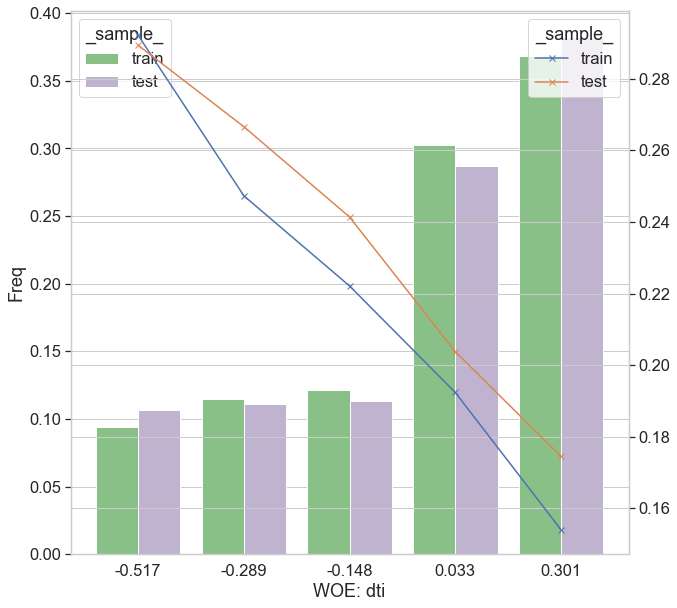 _sample_
train
test
_sample_
train
test
0.40
0.35
0.30
0.25
0.20
0.15
0.10
0.05
0.00
Freq
0.28
0.26
0.24
0.22
0.20
0.18
0.16
-0.517 -0.289 -0.148 0.033 0.301
WOE: dti